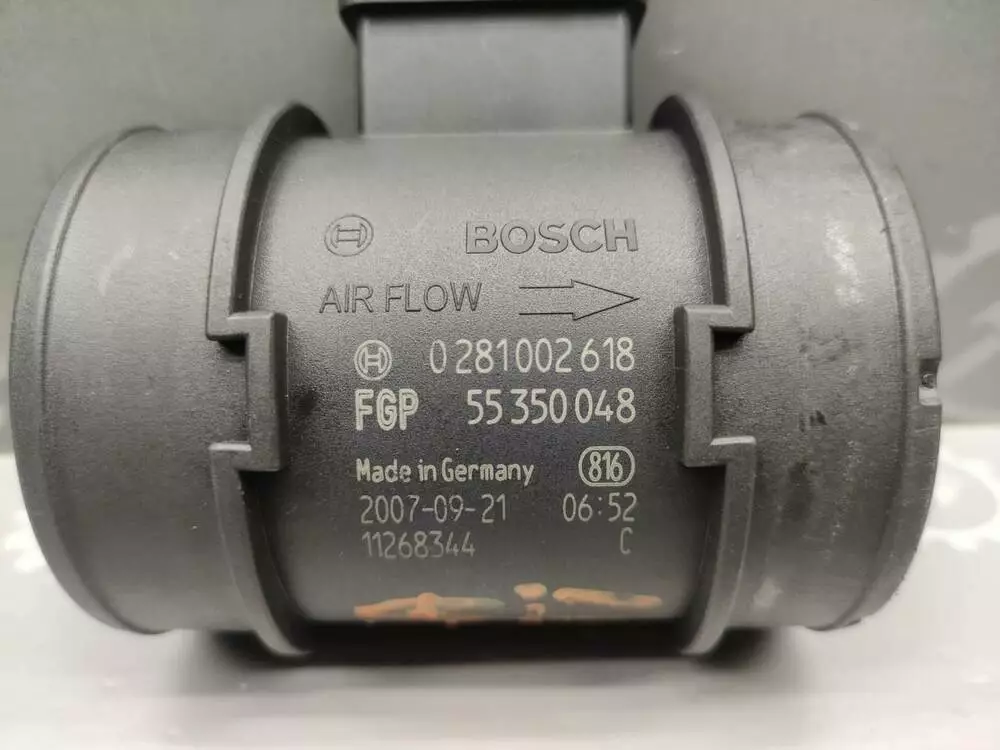 BOSCH
AIR FLOW
0 281 002 618
FGP 55 350 048
Made in Germany 816
2007-09-21 06:52
11268344 C